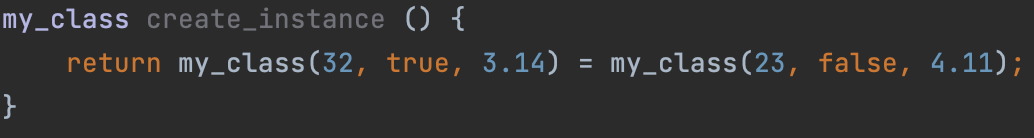 my_class create_instance () {
    return my_class(32, true, 3.14) = my_class(23, false, 4.11);
}